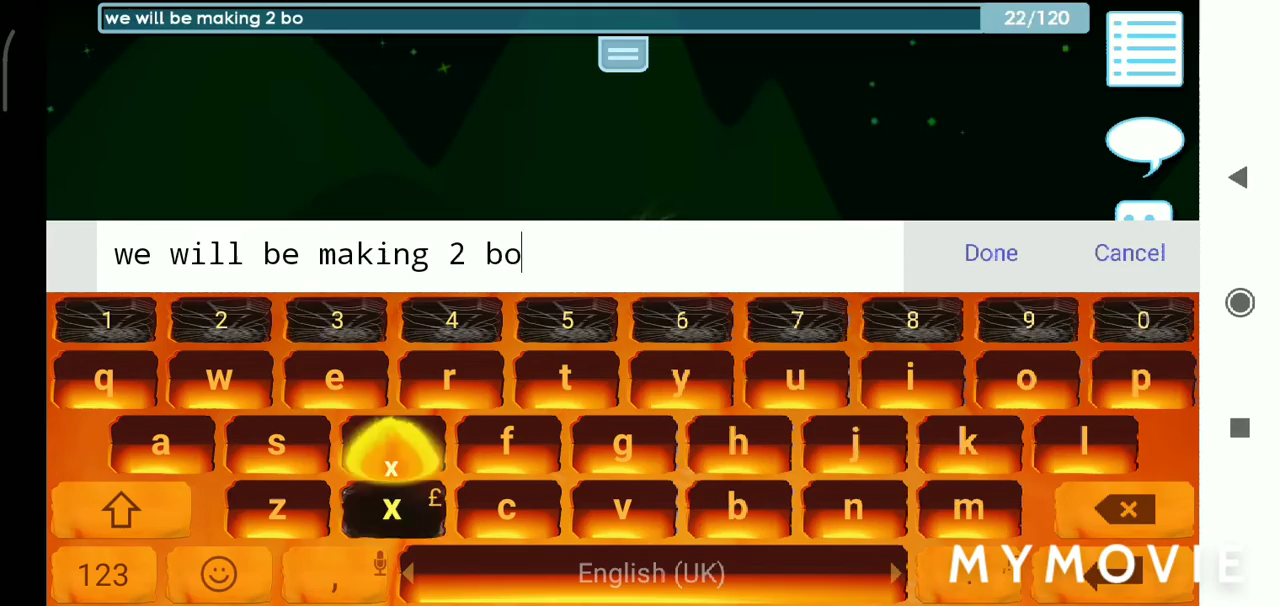 we will be making 2 bo 22/120
we will be making 2 bo Done Cancel
1 2 3 4 5 6 7 8 9 0
q w e r t y u i o p
a s x f g h j k l
z x £ c v b n m
123 , English (UK) .
MYMOVIE